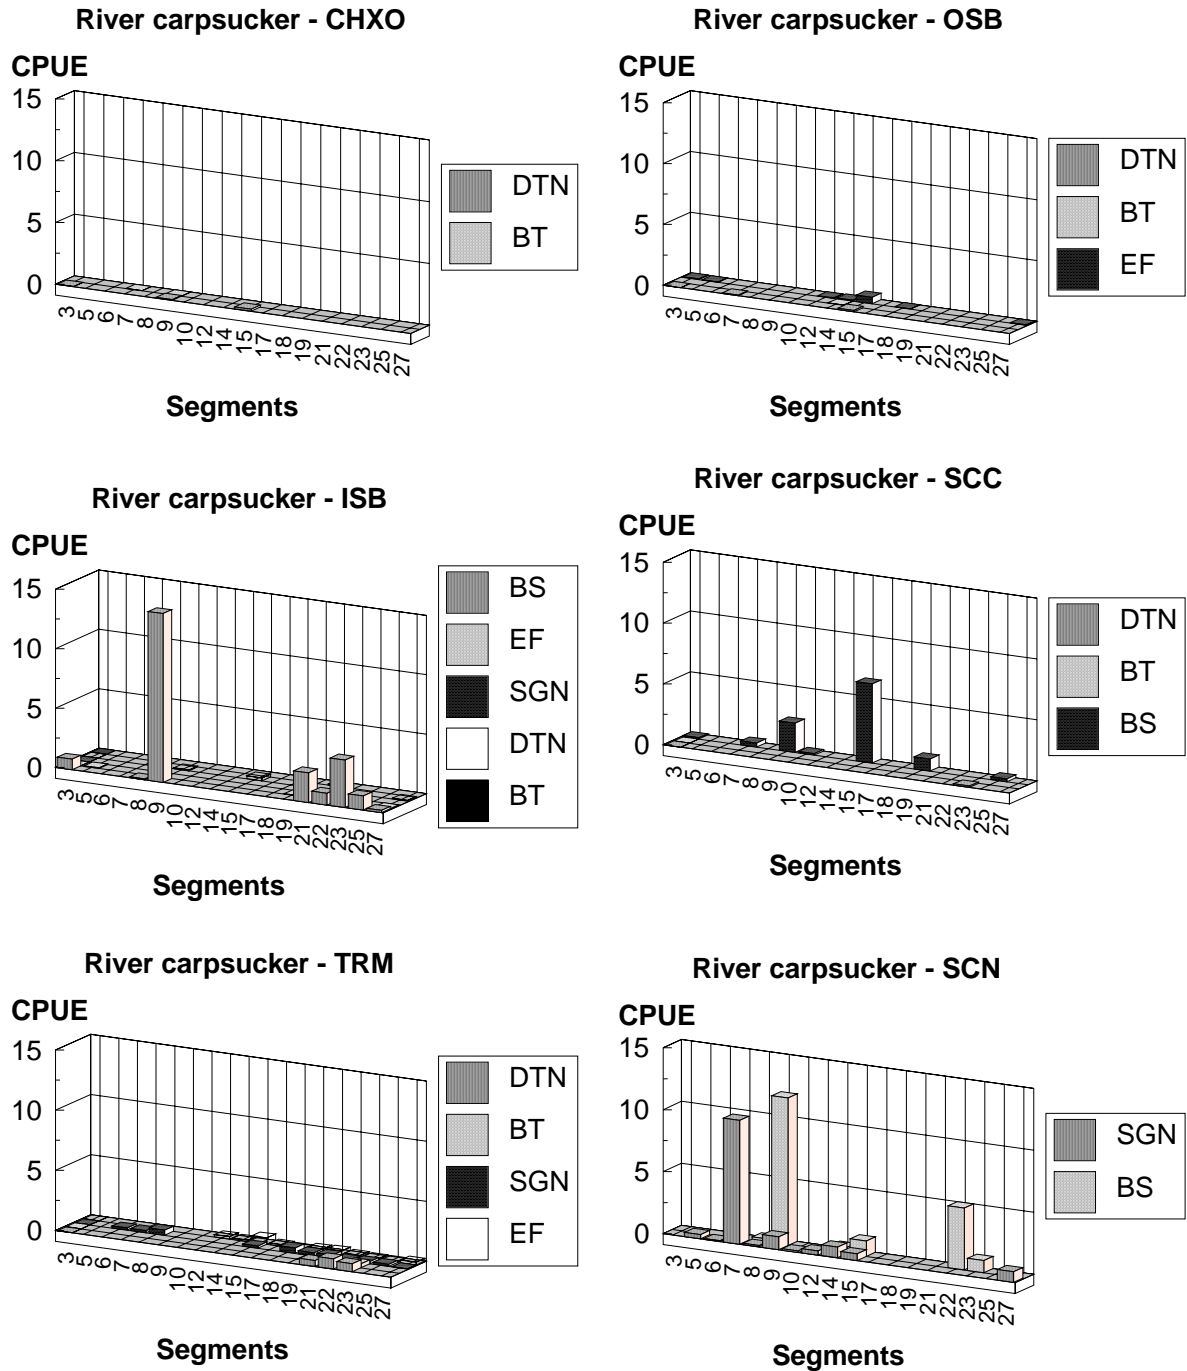 River carpsucker - CHXO
CPUE
15
10
5
0
3 5 6 7 8 9 10 12 14 15 17 18 19 21 22 23 25 27
Segments
DTN
BT
River carpsucker - OSB
CPUE
15
10
5
0
3 5 6 7 8 9 10 12 14 15 17 18 19 21 22 23 25 27
Segments
DTN
BT
EF
River carpsucker - ISB
CPUE
15
10
5
0
3 5 6 7 8 9 10 12 14 15 17 18 19 21 22 23 25 27
Segments
BS
EF
SGN
DTN
BT
River carpsucker - SCC
CPUE
15
10
5
0
3 5 6 7 8 9 10 12 14 15 17 18 19 21 22 23 25 27
Segments
DTN
BT
BS
River carpsucker - TRM
CPUE
15
10
5
0
3 5 6 7 8 9 10 12 14 15 17 18 19 21 22 23 25 27
Segments
DTN
BT
SGN
EF
River carpsucker - SCN
CPUE
15
10
5
0
3 5 6 7 8 9 10 12 14 15 17 18 19 21 22 23 25 27
Segments
SGN
BS